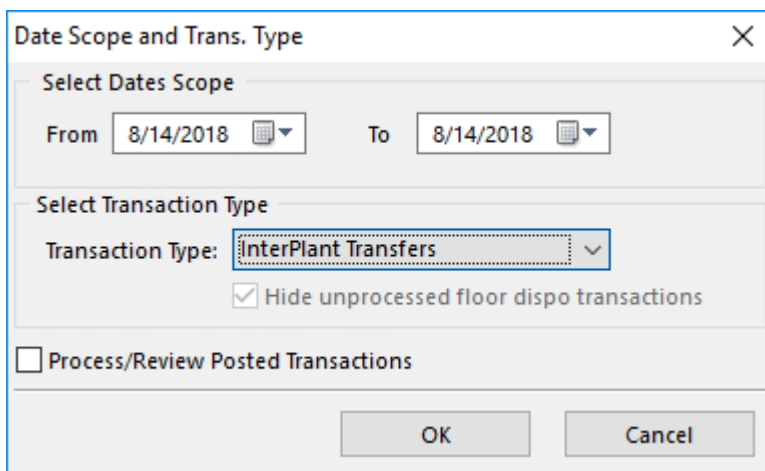 Date Scope and Trans. Type
Select Dates Scope
From 8/14/2018 To 8/14/2018
Select Transaction Type
Transaction Type: InterPlant Transfers
Hide unprocessed floor dispo transactions
Process/Review Posted Transactions
OK Cancel